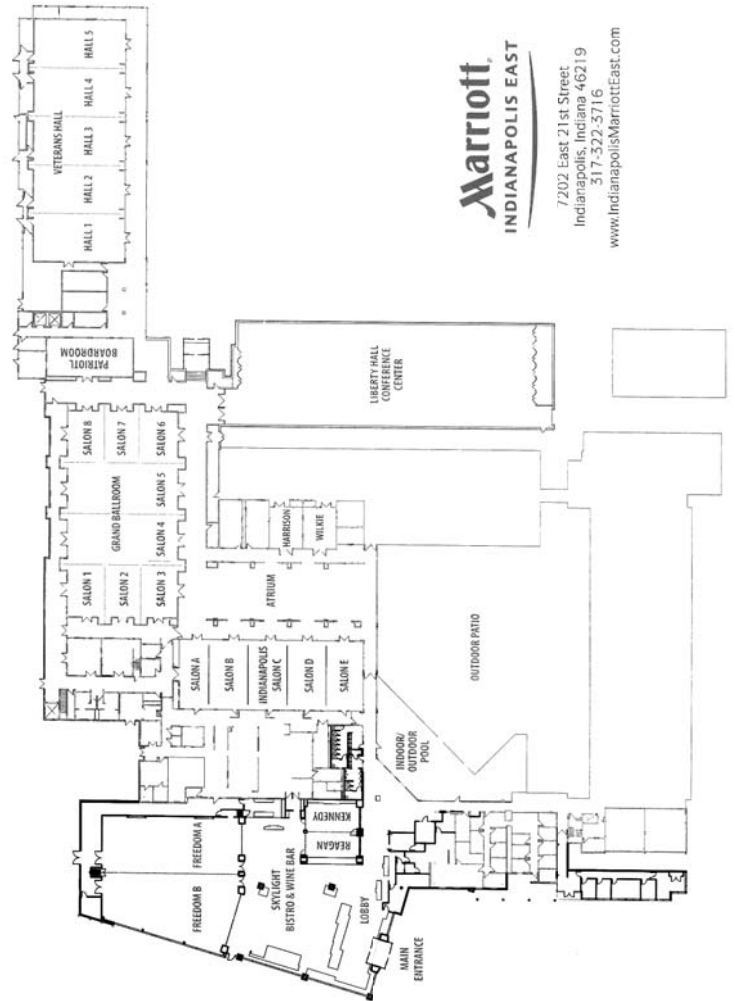 VETERANS HALL
HALL 1
HALL 2
HALL 3
HALL 4
HALL 5
PATRIOTL
BOARDROOM
GRAND BALLROOM
SALON 1
SALON 2
SALON 3
SALON 4
SALON 5
SALON 6
SALON 7
SALON 8
LIBERTY HALL
CONFERENCE
CENTER
HARRISON
WILKIE
ATRIUM
SALON A
SALON B
INDIANAPOLIS
SALON C
SALON D
SALON E
OUTDOOR PATIO
INDOOR/
OUTDOOR
POOL
KENNEDY
REAGAN
FREEDOM A
FREEDOM B
SKYLIGHT
BISTRO & WINE BAR
LOBBY
MAIN
ENTRANCE
Marriott
INDIANAPOLIS EAST
7202 East 21st Street
Indianapolis, Indiana 46219
317-322-3716
www.IndianapolisMarriottEast.com